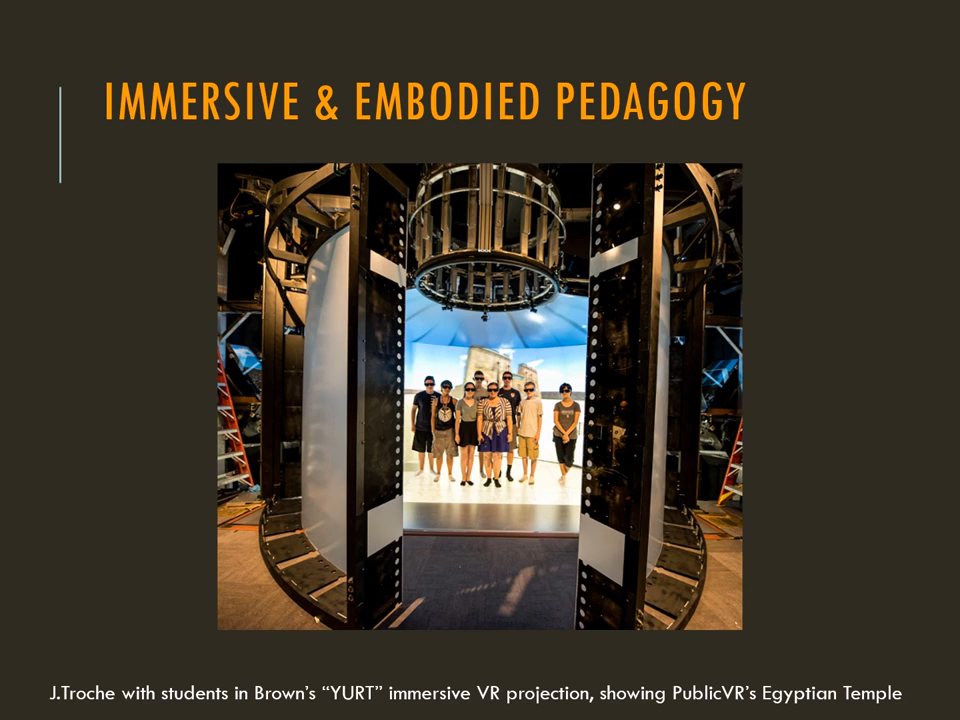 IMMERSIVE & EMBODIED PEDAGOGY
J.Troche with students in Brown's "YURT" immersive VR projection, showing PublicVR's Egyptian Temple